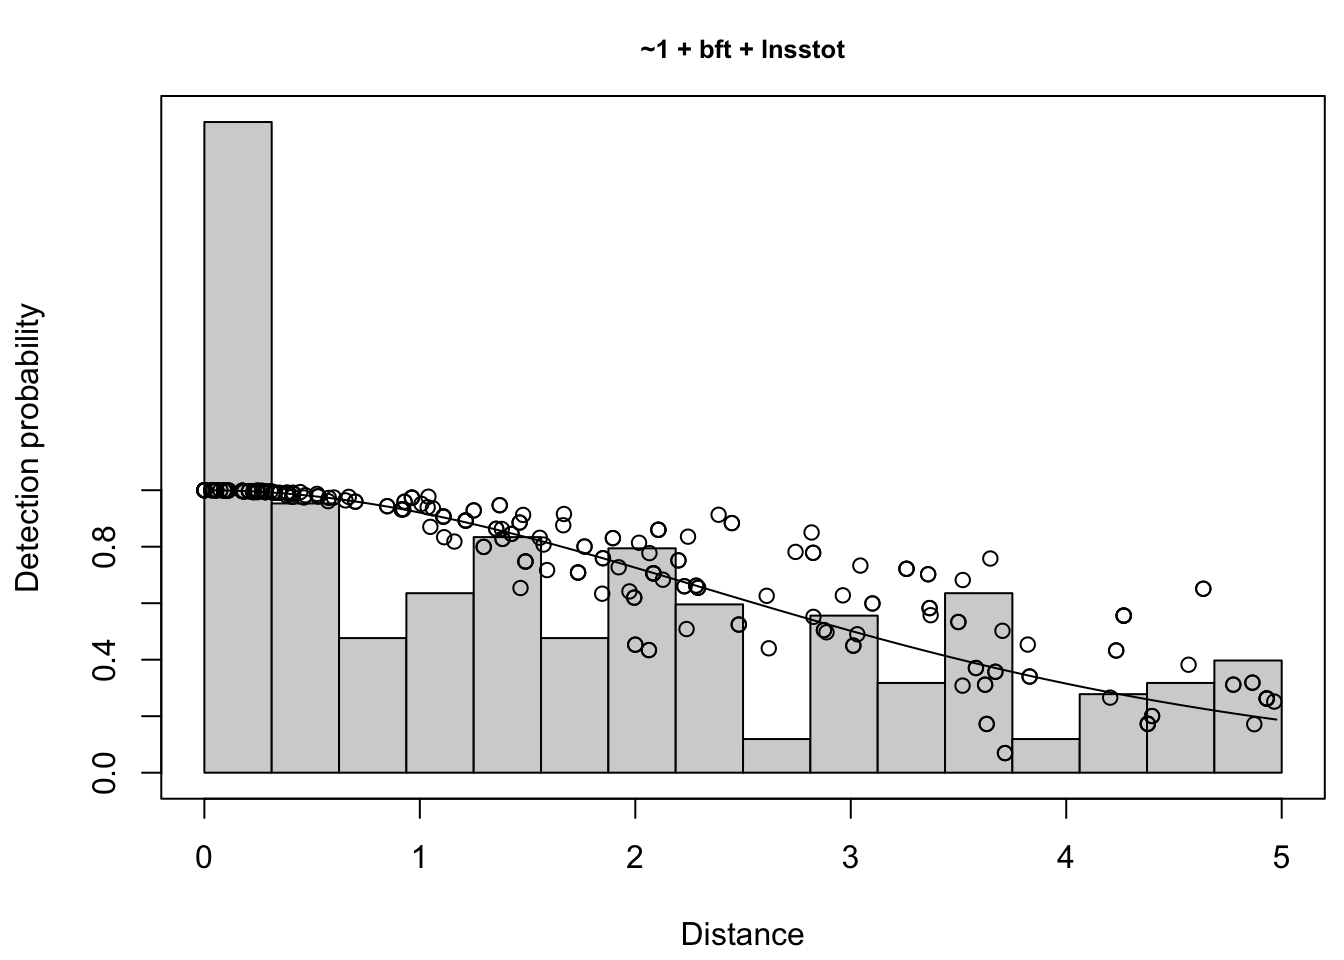 ~1 + bft + lnsstot
Detection probability
0.8
0.4
0.0
0 1 2 3 4 5
Distance